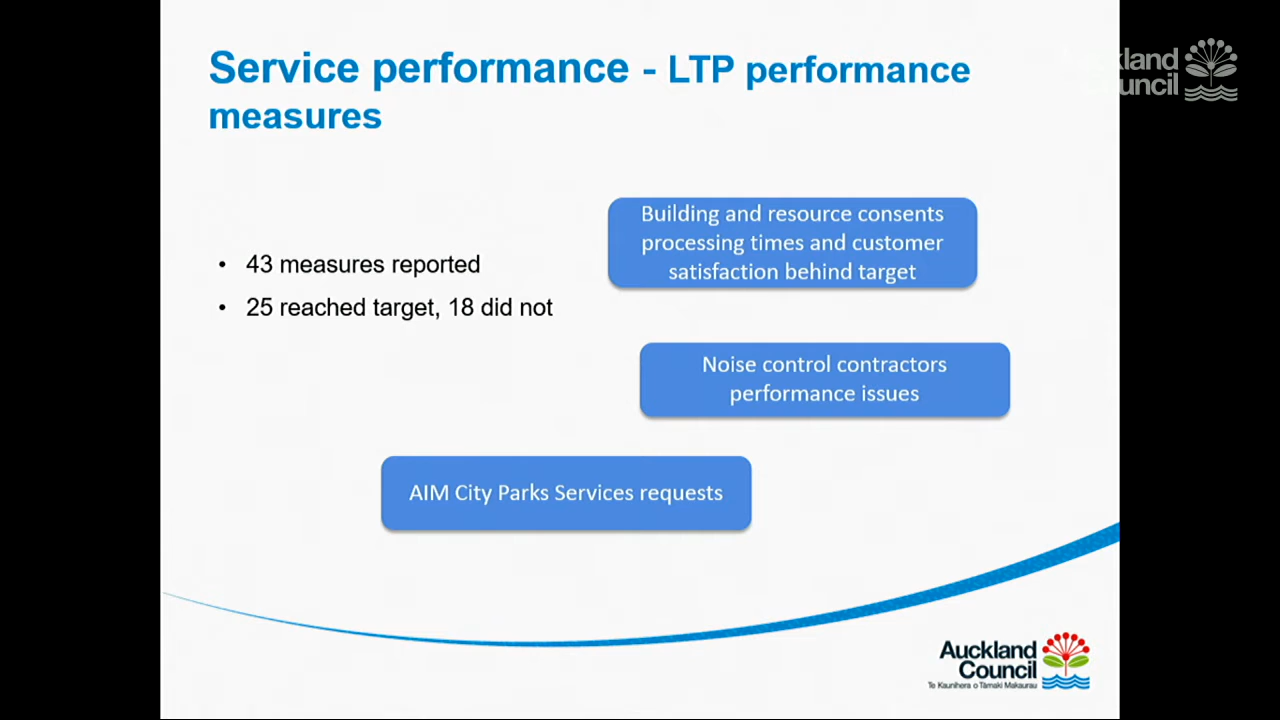 Service performance - LTP performance
measures
Auckland
Council
Building and resource consents
processing times and customer
satisfaction behind target
• 43 measures reported
• 25 reached target, 18 did not
Noise control contractors
performance issues
AIM City Parks Services requests
Auckland
Council
Te Kaunihera o Tāmaki Makaurau